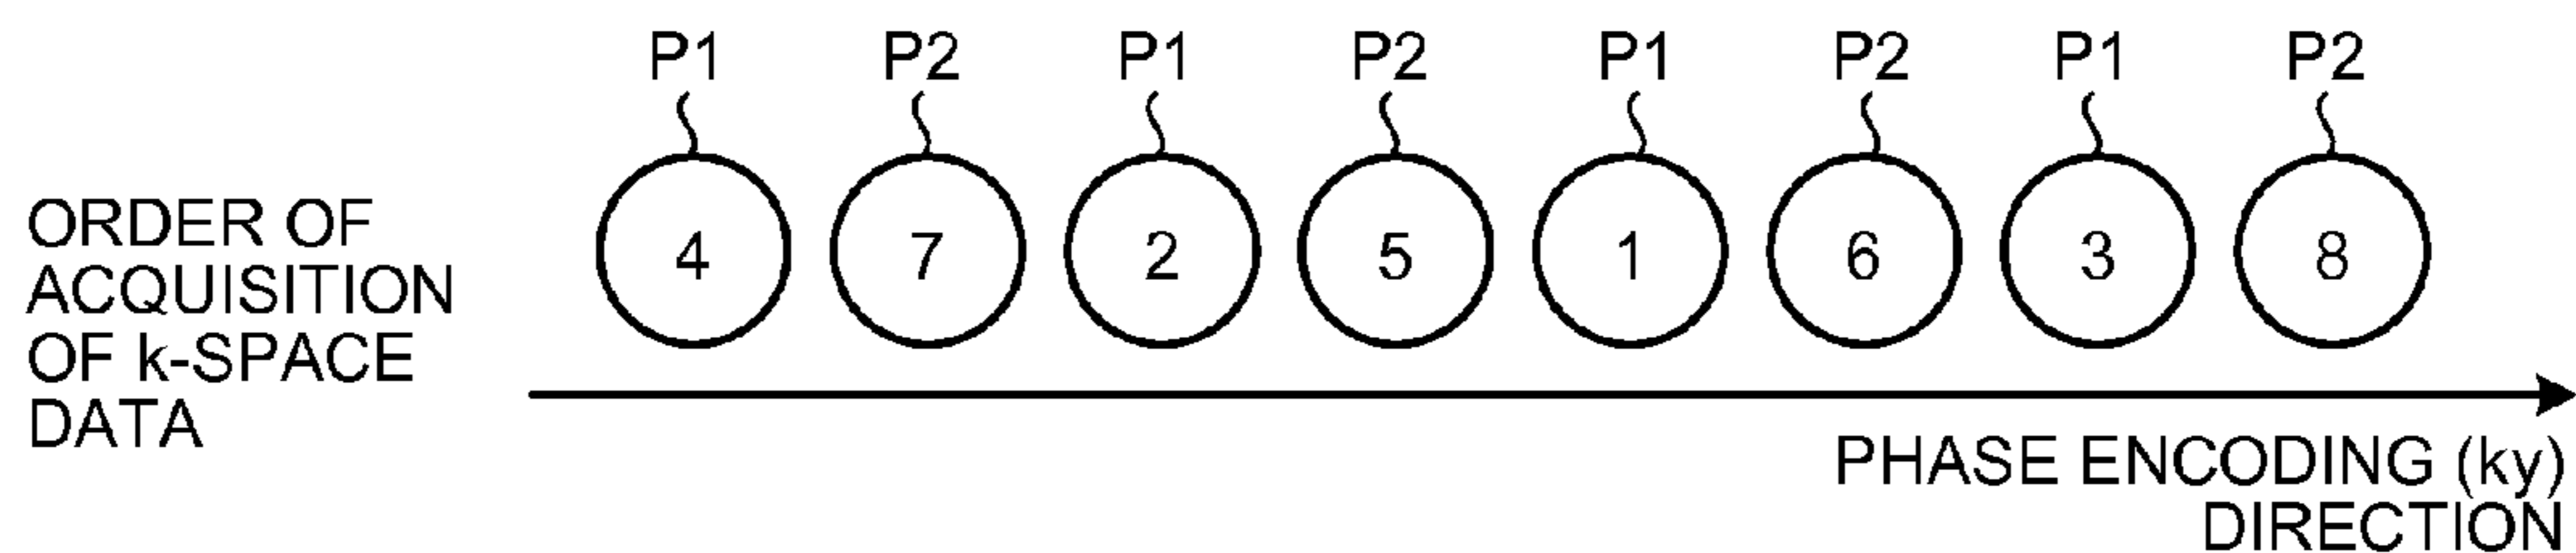 P1 P2 P1 P2 P1 P2 P1 P2
ORDER OF
ACQUISITION
OF k-SPACE
DATA
4 7 2 5 1 6 3 8
PHASE ENCODING (ky)
DIRECTION